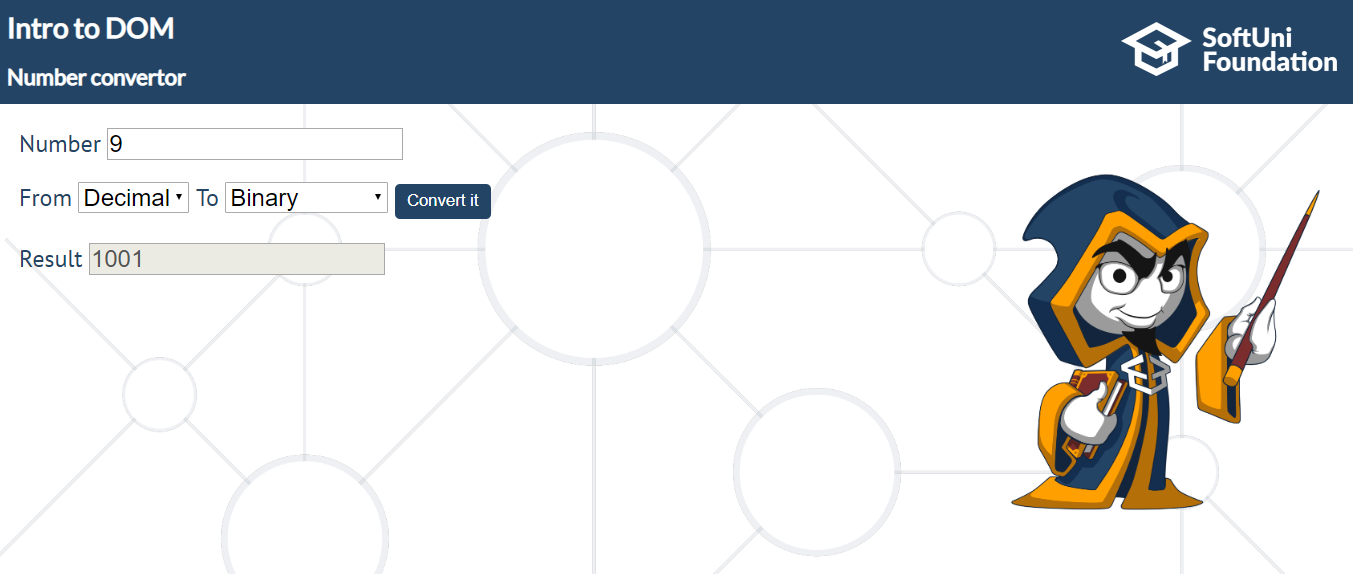 Intro to DOM
SoftUni
Foundation
Number convertor
Number 9
From Decimal To Binary Convert it
Result 1001